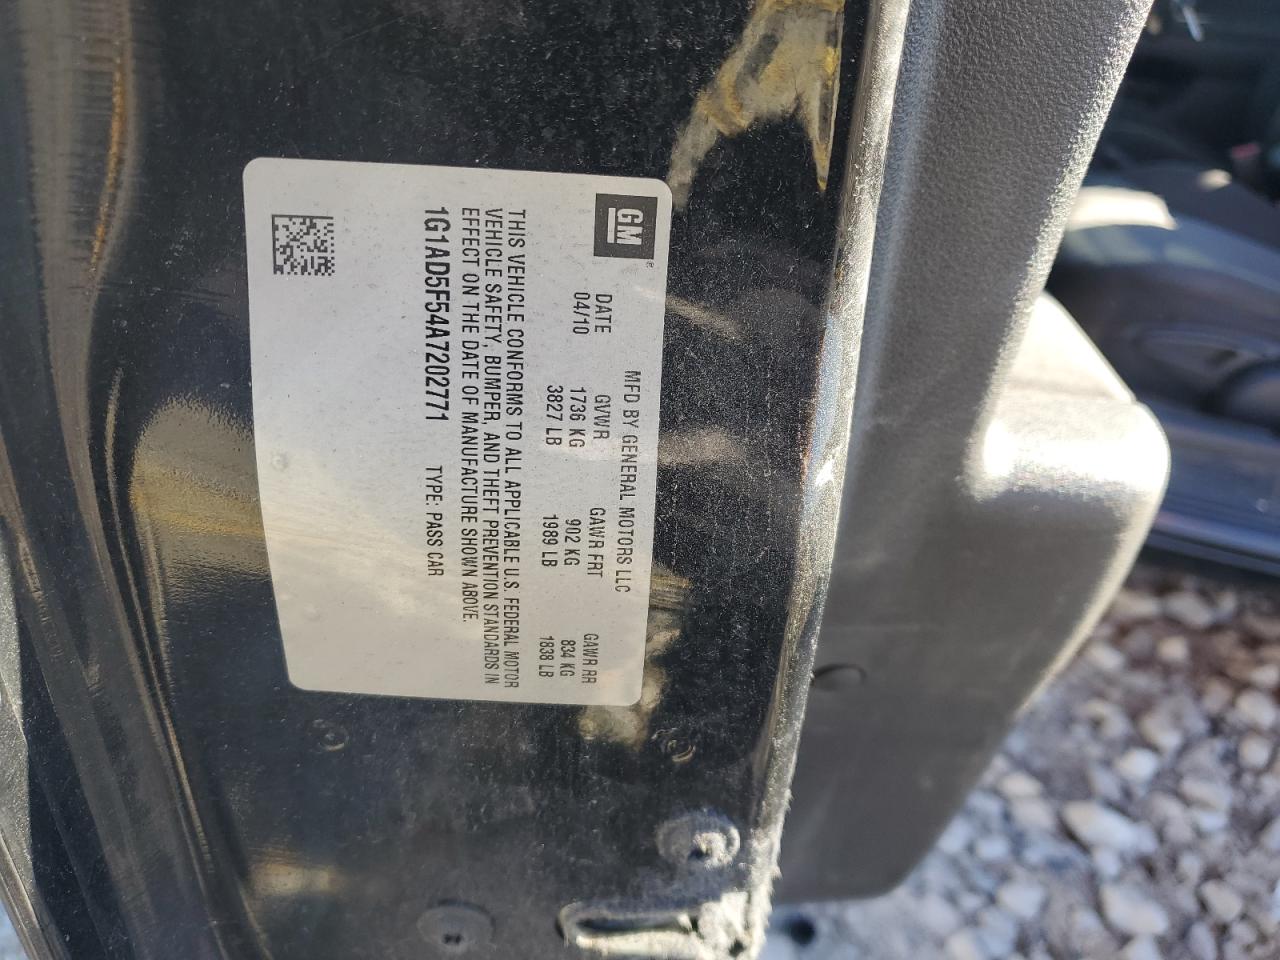 GM®
MFD BY GENERAL MOTORS LLC
DATE GVWR GAWR FRT GAWR RR
04/10 1736 KG 902 KG 834 KG
3827 LB 1989 LB 1838 LB
THIS VEHICLE CONFORMS TO ALL APPLICABLE U.S. FEDERAL MOTOR
VEHICLE SAFETY, BUMPER, AND THEFT PREVENTION STANDARDS IN
EFFECT ON THE DATE OF MANUFACTURE SHOWN ABOVE.
1G1AD5F54A7202771 TYPE: PASS CAR